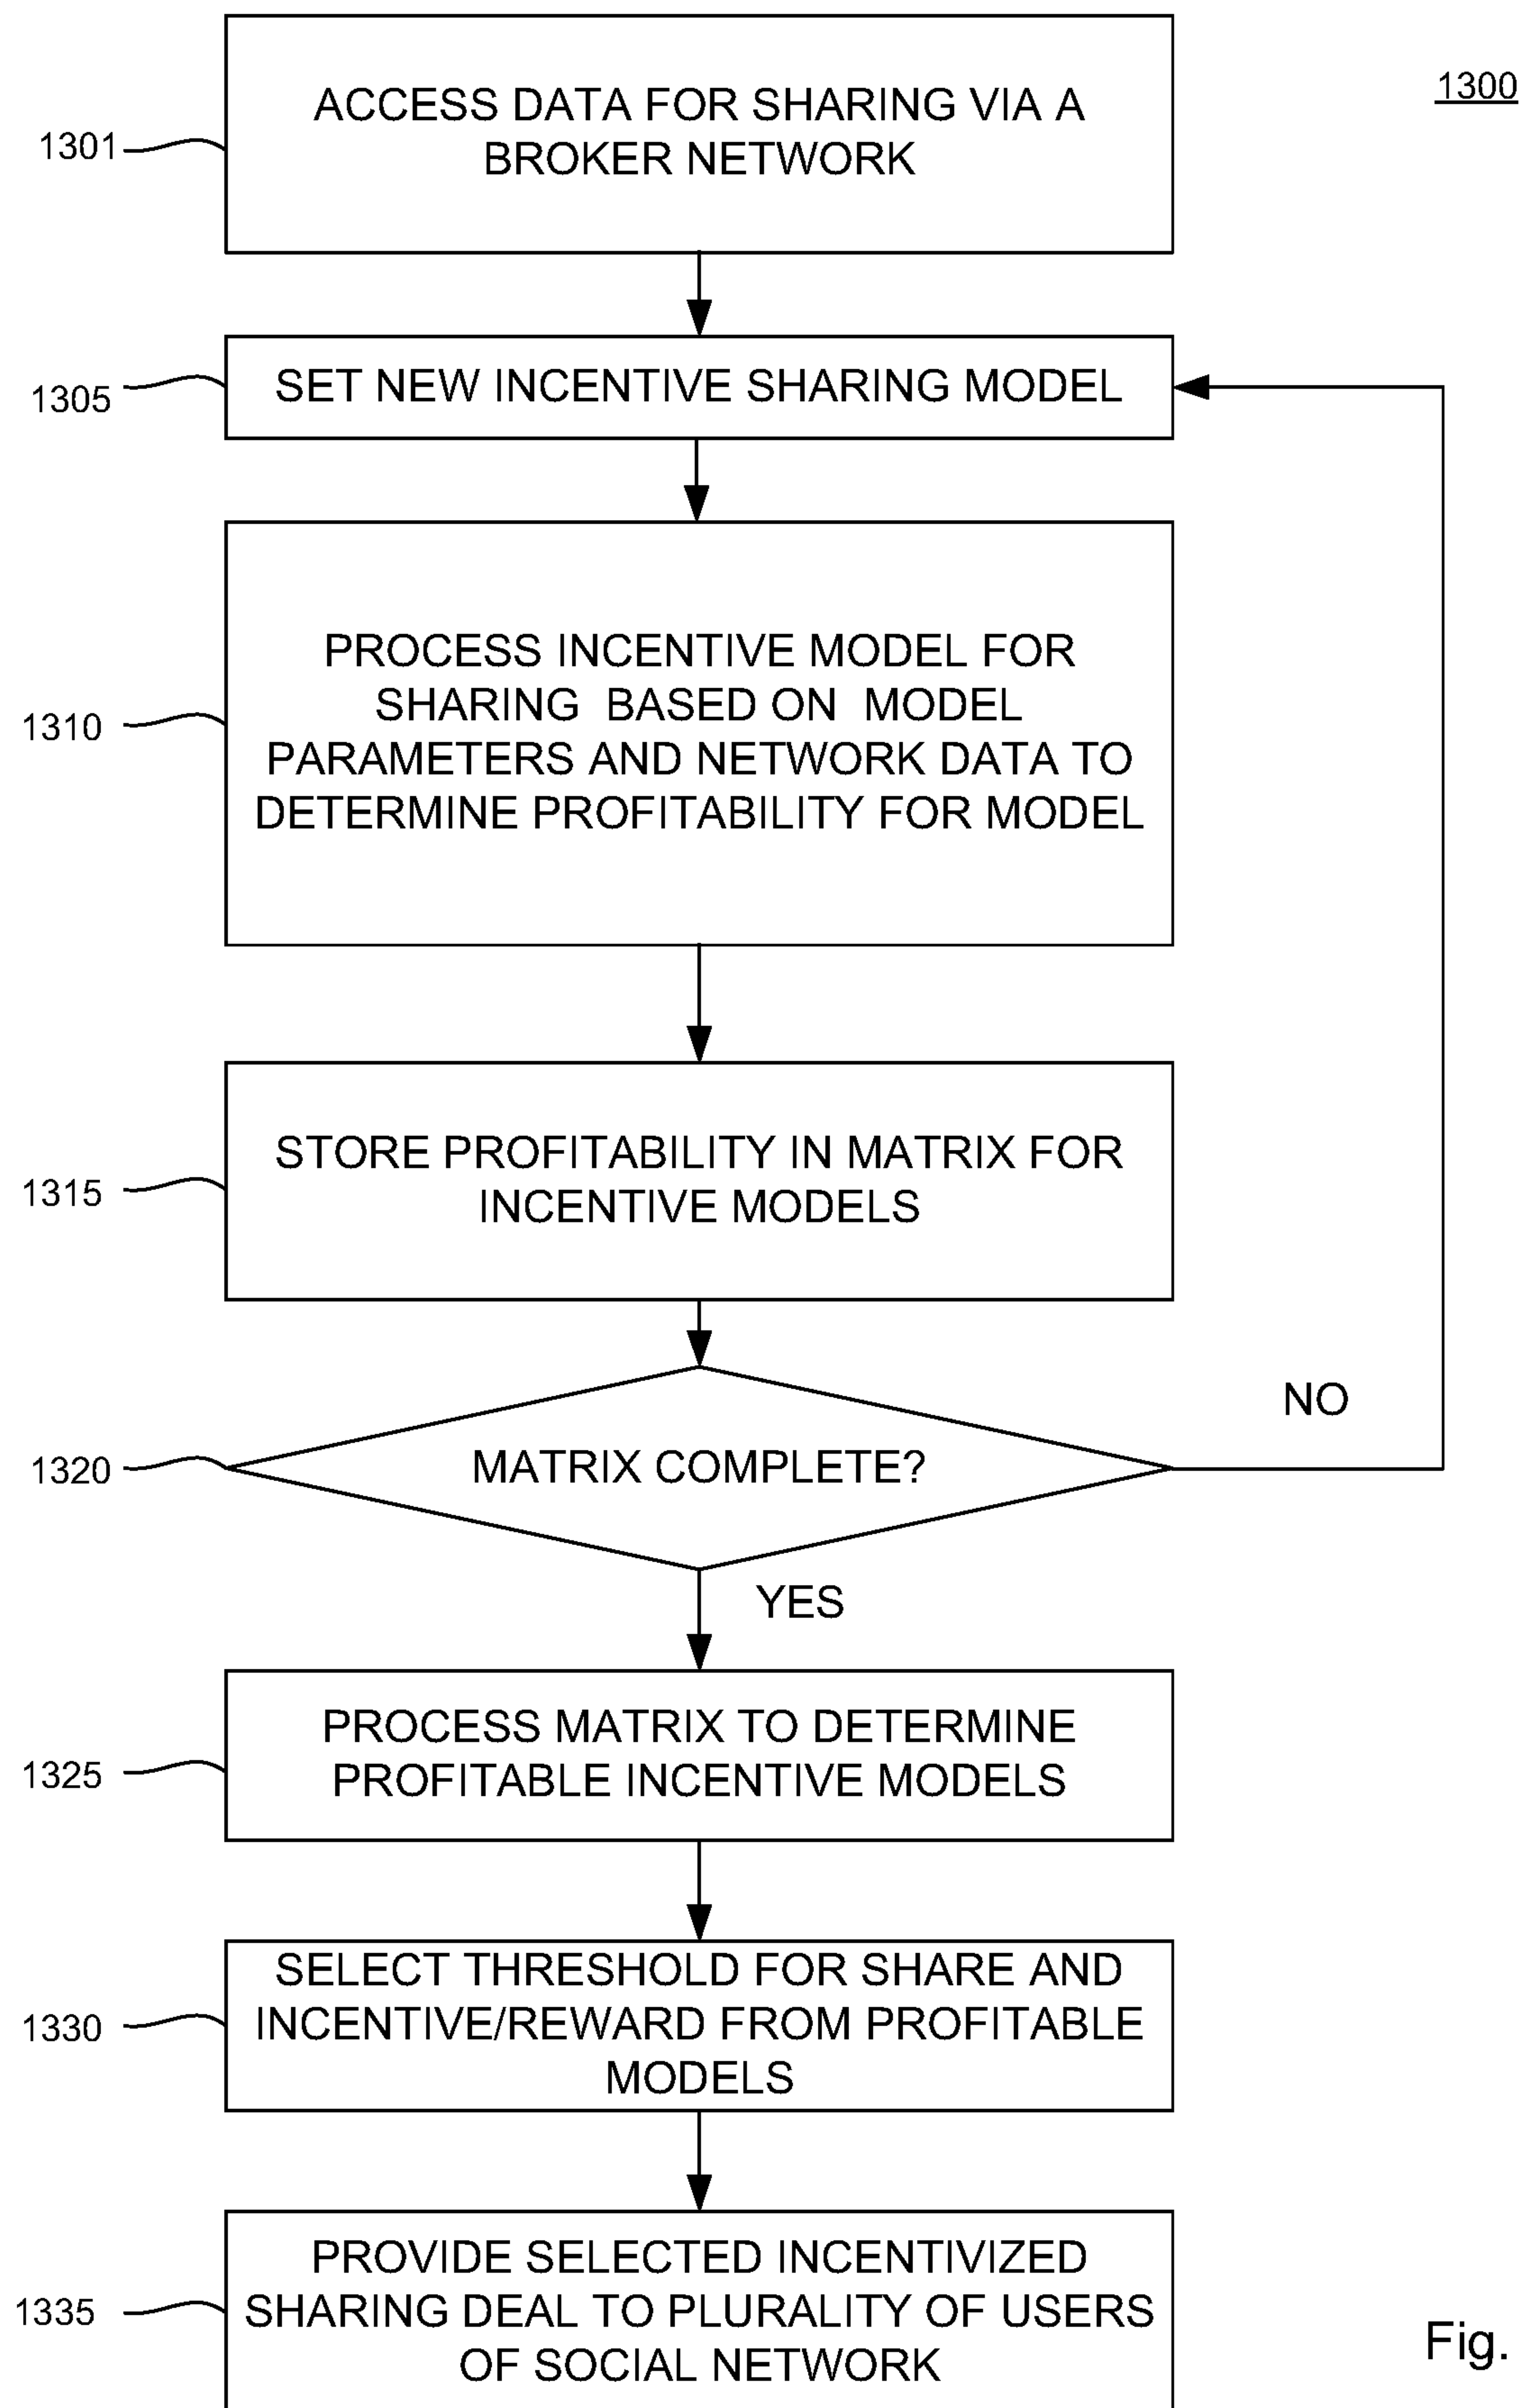 1300
ACCESS DATA FOR SHARING VIA A
BROKER NETWORK
1301
SET NEW INCENTIVE SHARING MODEL
1305
PROCESS INCENTIVE MODEL FOR
SHARING BASED ON MODEL
PARAMETERS AND NETWORK DATA TO
DETERMINE PROFITABILITY FOR MODEL
1310
STORE PROFITABILITY IN MATRIX FOR
INCENTIVE MODELS
1315
NO
MATRIX COMPLETE?
1320
YES
PROCESS MATRIX TO DETERMINE
PROFITABLE INCENTIVE MODELS
1325
SELECT THRESHOLD FOR SHARE AND
INCENTIVE/REWARD FROM PROFITABLE
MODELS
1330
PROVIDE SELECTED INCENTIVIZED
SHARING DEAL TO PLURALITY OF USERS
OF SOCIAL NETWORK
1335
Fig.